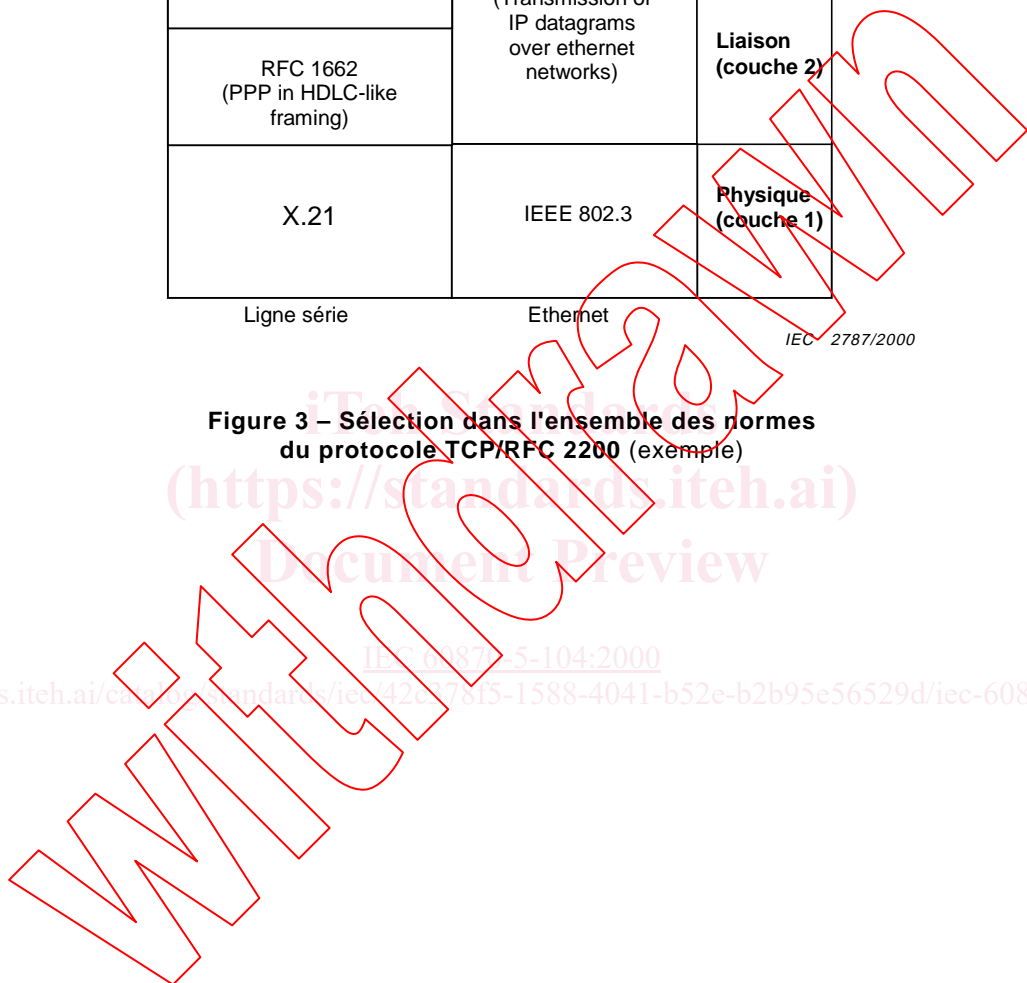 (Transmission of
IP datagrams
over ethernet
networks)
Liaison
(couche 2)
RFC 1662
(PPP in HDLC-like
framing)
X.21
IEEE 802.3
Physique
(couche 1)
Ligne série
Ethernet
IEC 2787/2000
Figure 3 – Sélection dans l'ensemble des normes
du protocole TCP/RFC 2200 (exemple)
iTeh Standards
(https://standards.iteh.ai)
Document Preview
IEC 60870-5-104:2000
s.iteh.ai/catalog/standards/iec/42c378f5-1588-4041-b52e-b2b95e56529d/iec-608
withdrawn